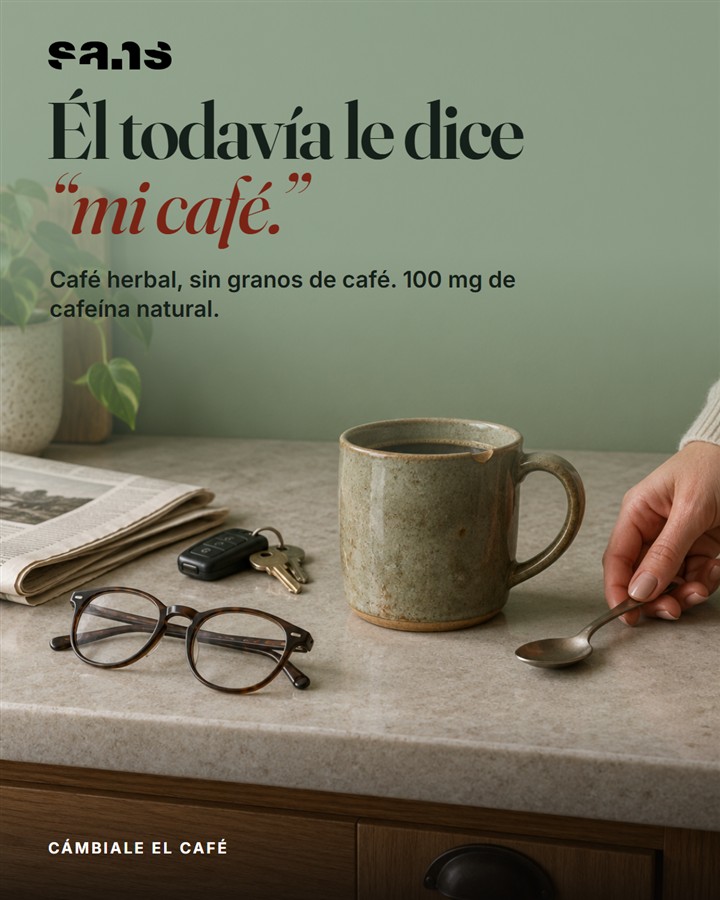 sans
Él todavía le dice
“mi café.”
Café herbal, sin granos de café. 100 mg de
cafeína natural.
CÁMBIALE EL CAFÉ